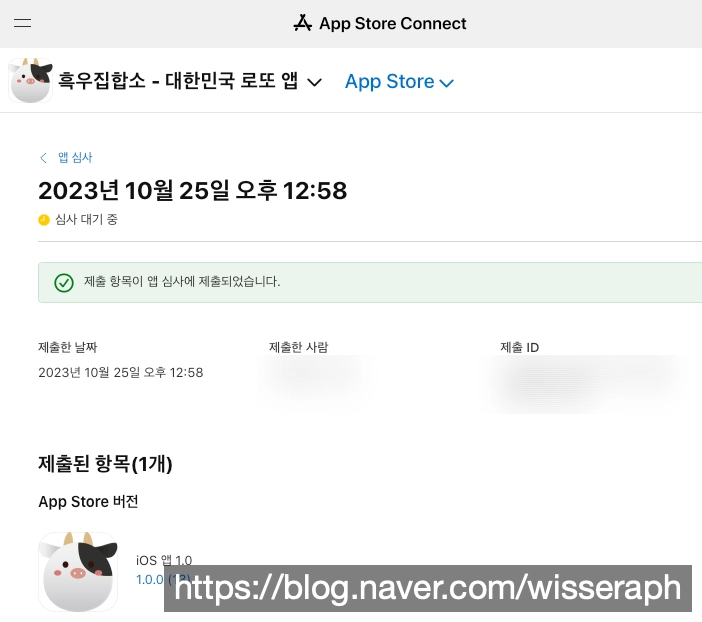 App Store Connect
흑우집합소 - 대한민국 로또 앱
App Store
앱 심사
2023년 10월 25일 오후 12:58
심사 대기 중
제출 항목이 앱 심사에 제출되었습니다.
제출한 날짜
제출한 사람
제출 ID
2023년 10월 25일 오후 12:58
제출된 항목(1개)
App Store 버전
iOS 앱 1.0
1.0.0
https://blog.naver.com/wisseraph